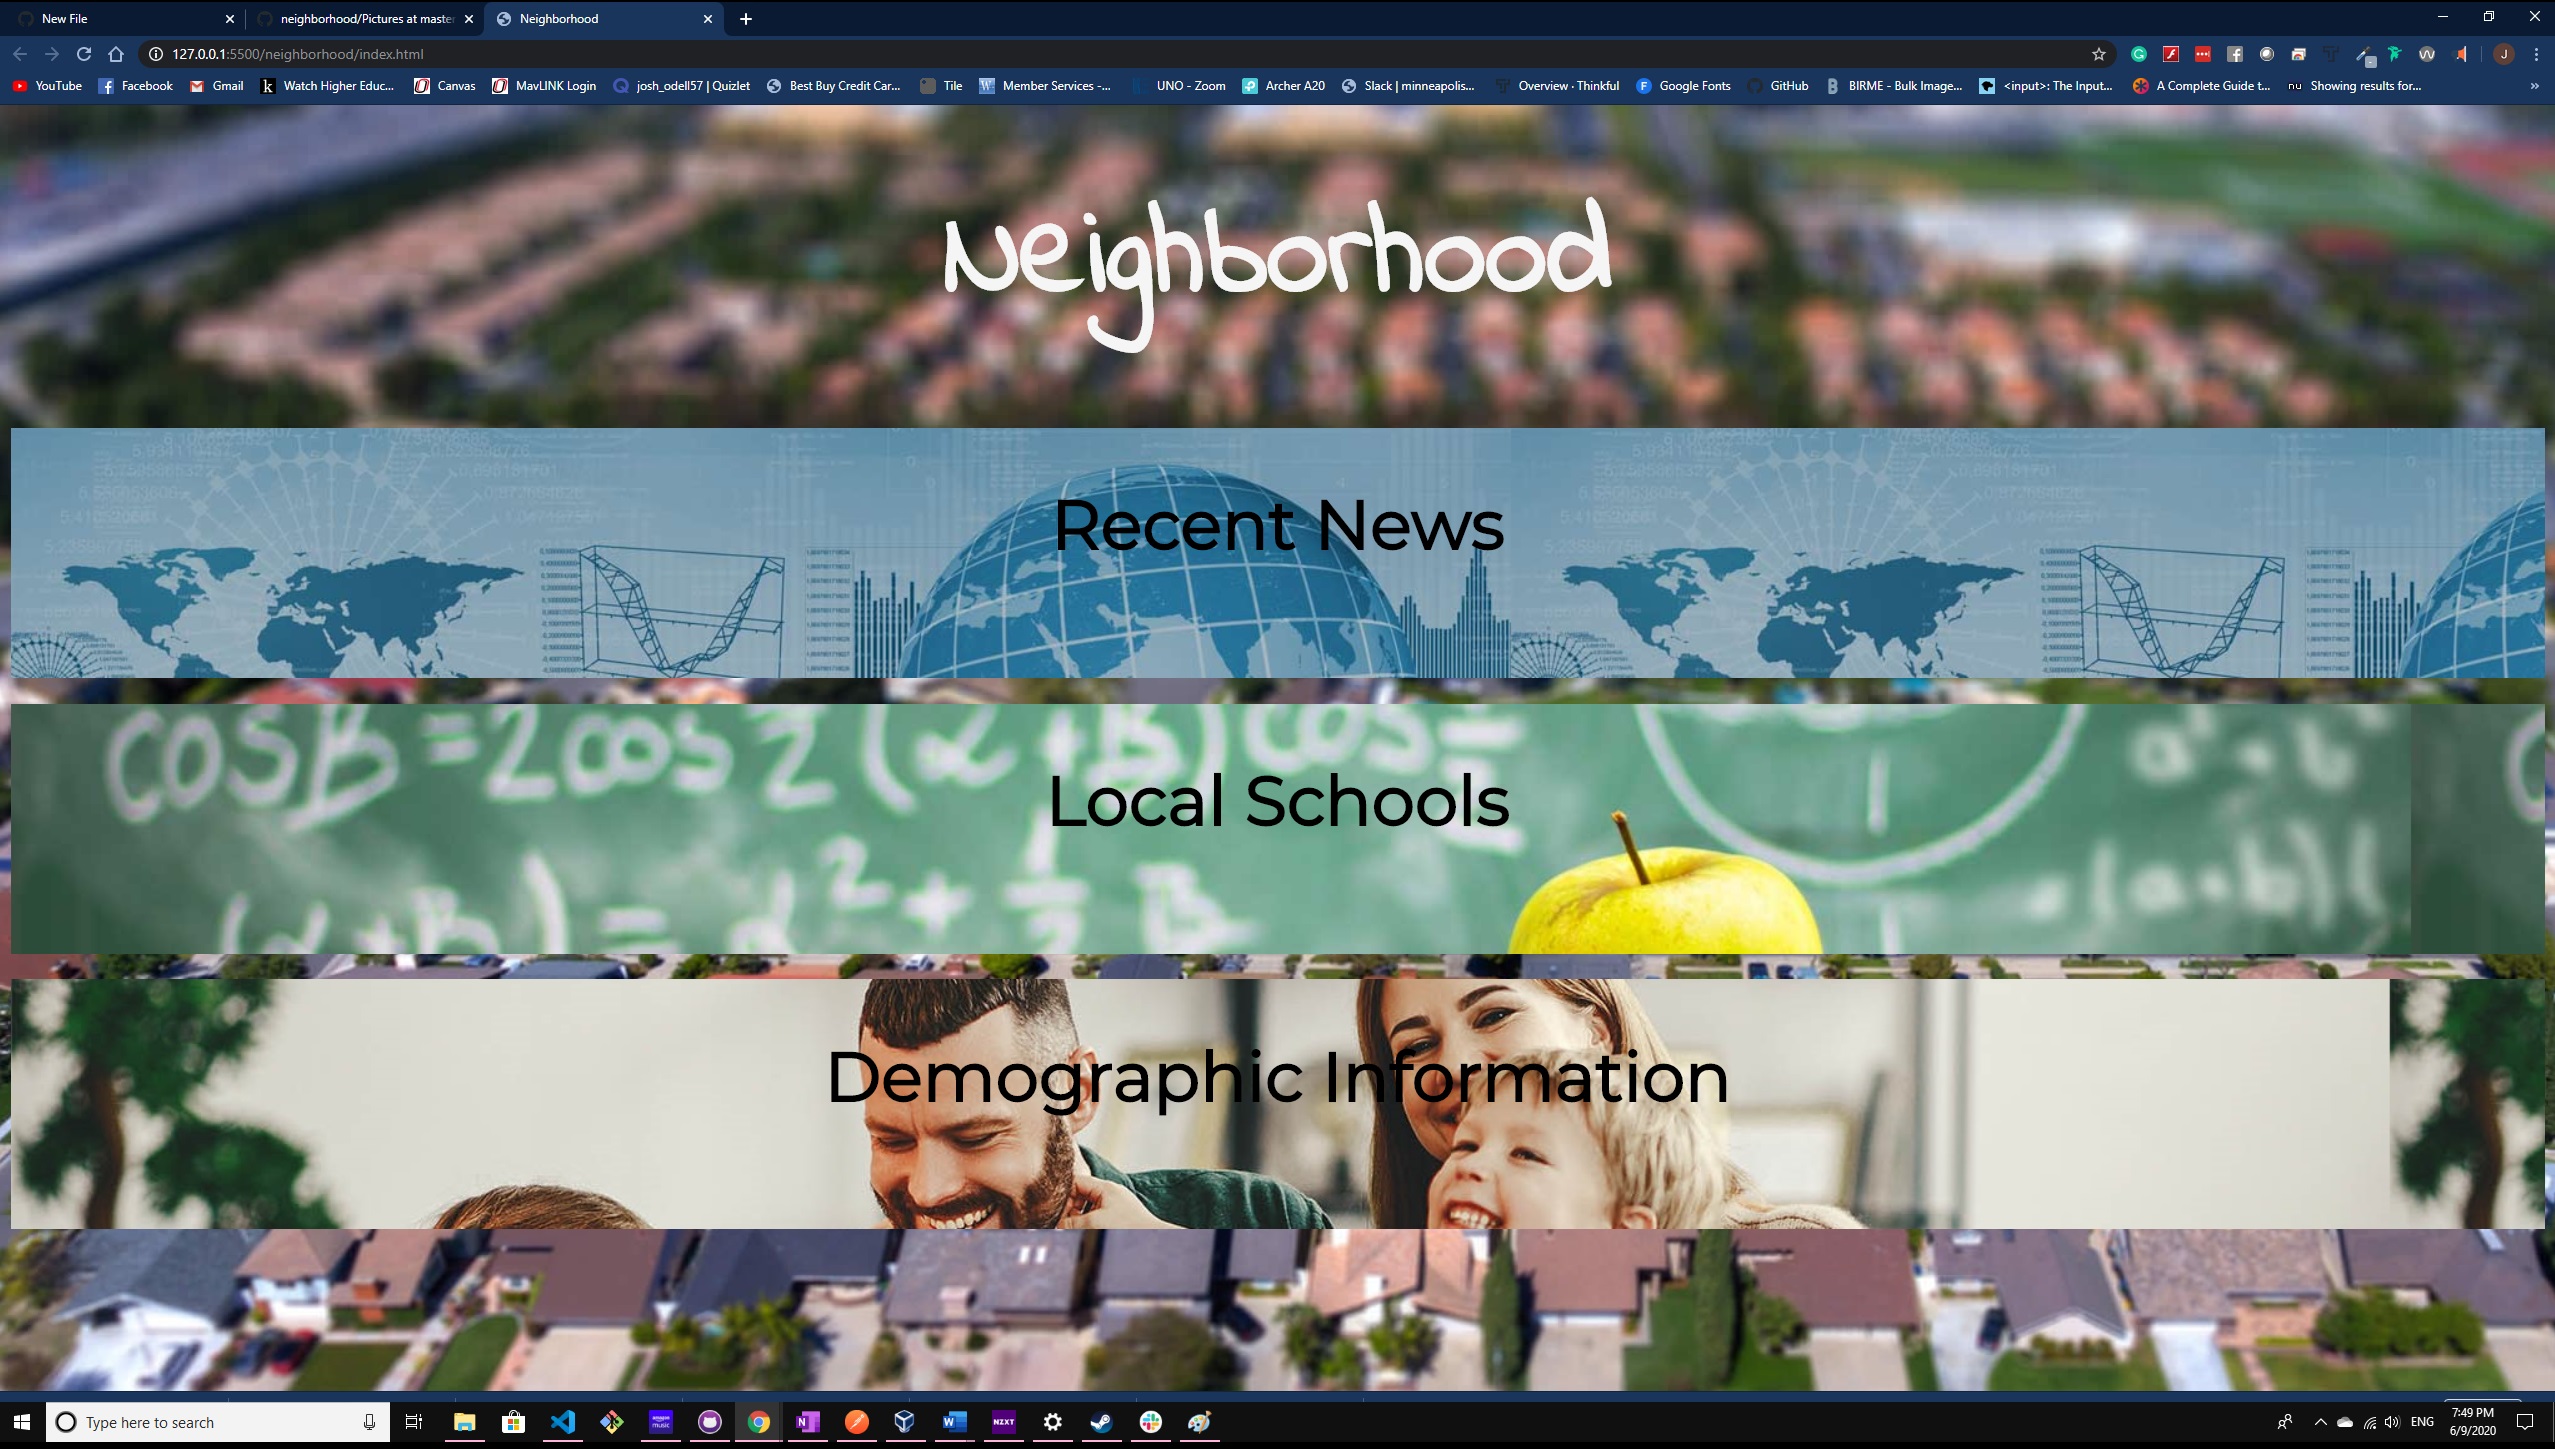 New File
neighborhood/Pictures at master
Neighborhood
127.0.0.1:5500/neighborhood/index.html
J
YouTube
Facebook
Gmail
Watch Higher Educ...
Canvas
MavLINK Login
josh_odell57 | Quizlet
Best Buy Credit Car...
Tile
Member Services -...
UNO - Zoom
Archer A20
Slack | minneapolis...
Overview · Thinkful
Google Fonts
GitHub
BIRME - Bulk Image...
<input>: The Input...
A Complete Guide t...
Showing results for...
Neighborhood
Recent News
cosB = 2cos
Local Schools
Demographic Information
Type here to search
ENG
7:49 PM
6/9/2020